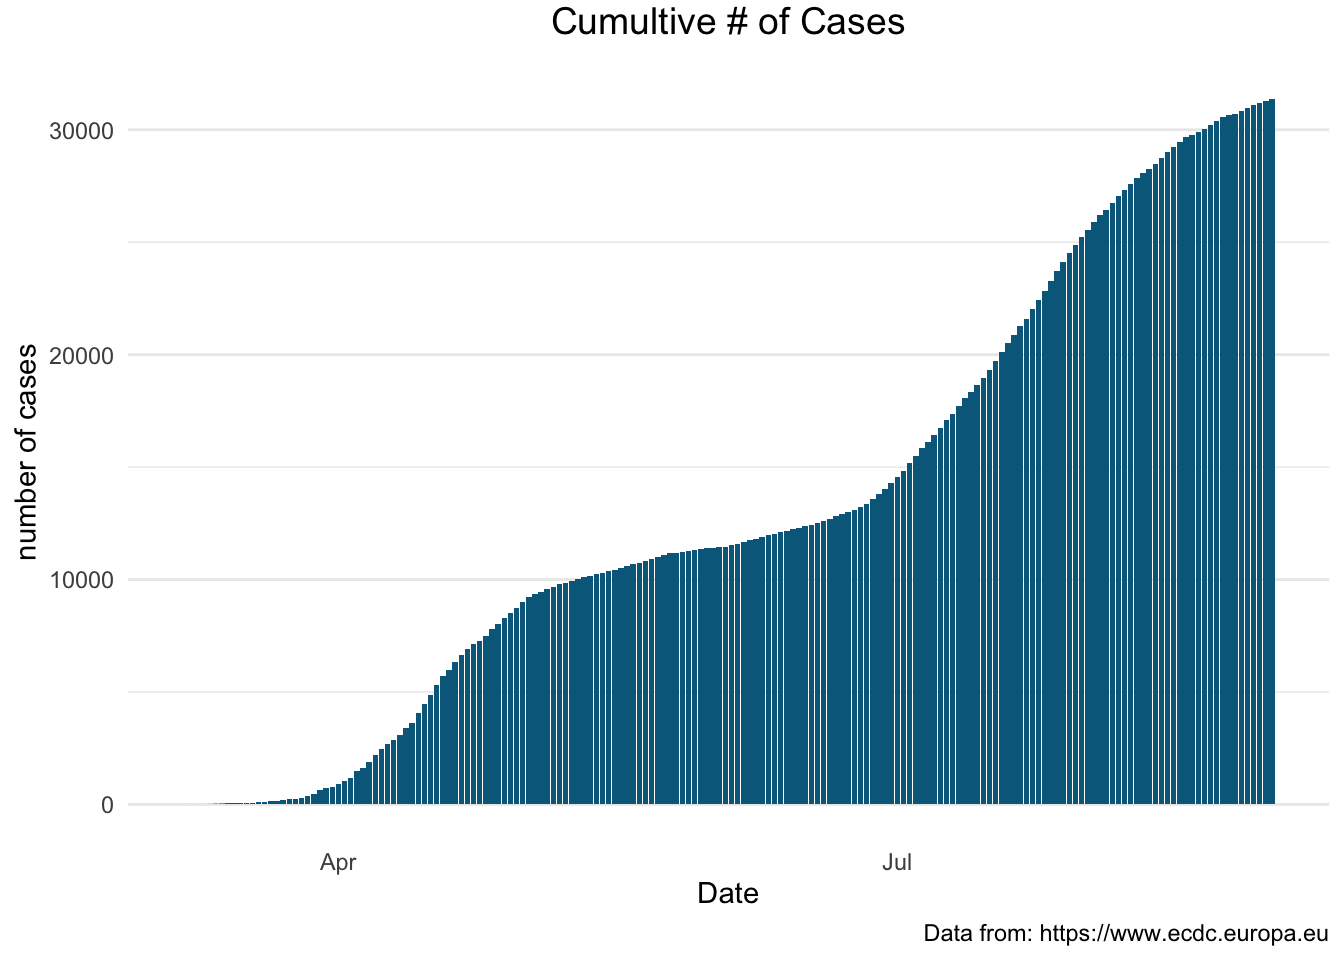 Cumultive # of Cases
30000
20000
10000
0
number of cases
Apr
Jul
Date
Data from: https://www.ecdc.europa.eu